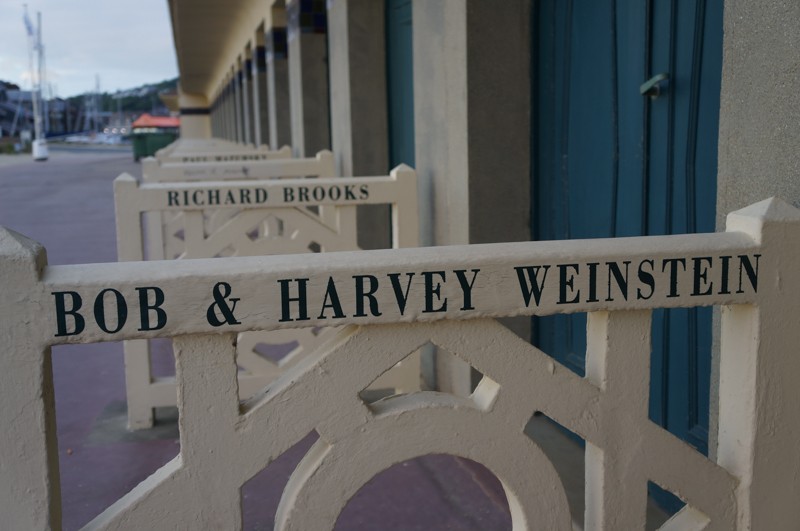 BOB & HARVEY WEINSTEIN
RICHARD BROOKS